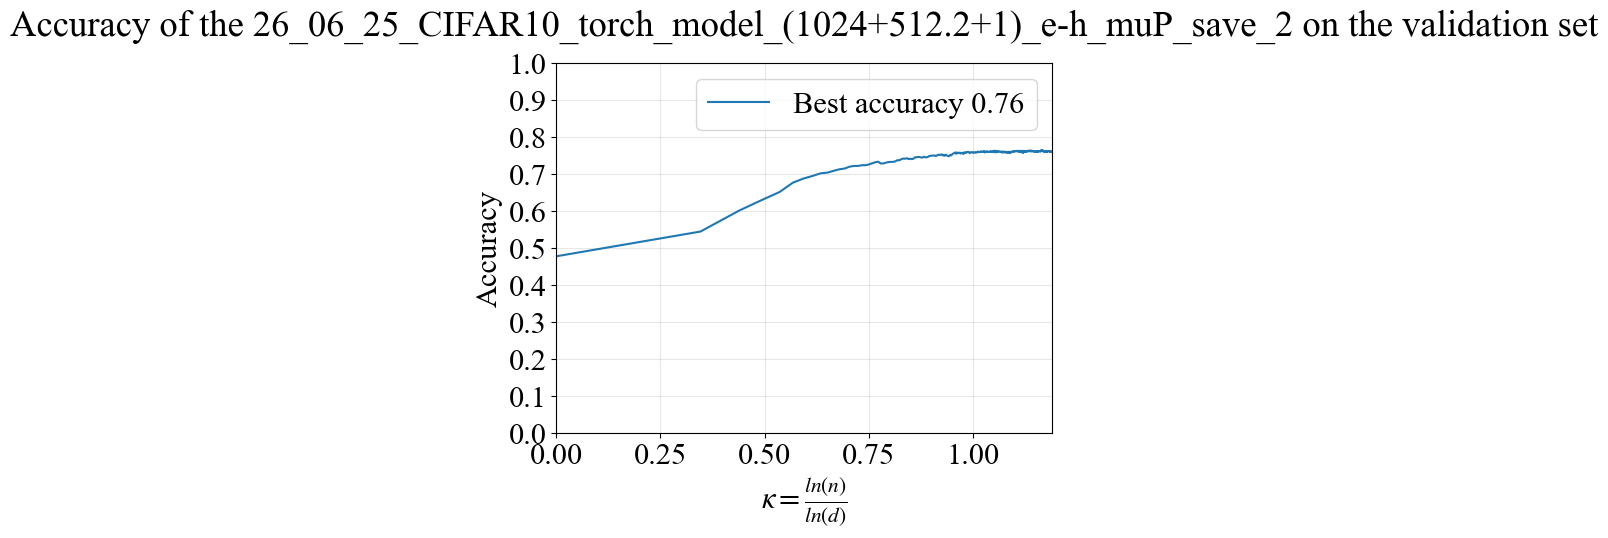 Accuracy of the 26_06_25_CIFAR10_torch_model_(1024+512.2+1)_e-h_muP_save_2 on the validation set
Best accuracy 0.76
1.0
0.9
0.8
0.7
0.6
0.5
0.4
0.3
0.2
0.1
0.0
Accuracy
0.00 0.25 0.50 0.75 1.00
κ = ln(n) / ln(d)